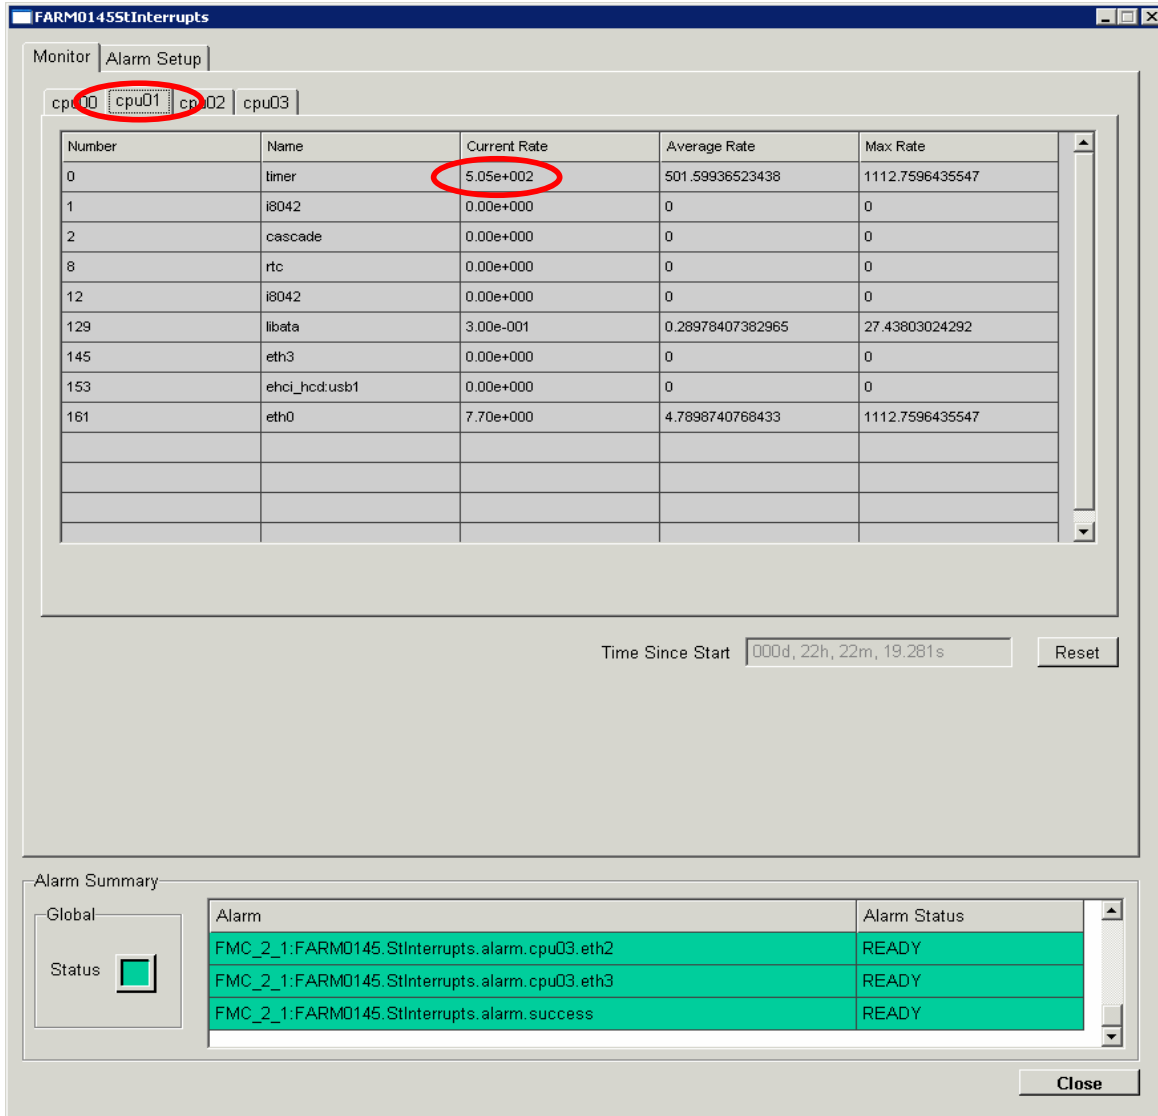 FARM0145StInterrupts
Monitor Alarm Setup
cpu00 cpu01 cpu02 cpu03
Number Name Current Rate Average Rate Max Rate
0 timer 5.05e+002 501.59936523438 1112.7596435547
1 i8042 0.00e+000 0 0
2 cascade 0.00e+000 0 0
8 rtc 0.00e+000 0 0
12 i8042 0.00e+000 0 0
129 libata 3.00e-001 0.28978407382965 27.43803024292
145 eth3 0.00e+000 0 0
153 ehci_hcd:usb1 0.00e+000 0 0
161 eth0 7.70e+000 4.7898740768433 1112.7596435547
Time Since Start 000d, 22h, 22m, 19.281s Reset
Alarm Summary
Global
Status
Alarm Alarm Status
FMC_2_1:FARM0145.StInterrupts.alarm.cpu03.eth2 READY
FMC_2_1:FARM0145.StInterrupts.alarm.cpu03.eth3 READY
FMC_2_1:FARM0145.StInterrupts.alarm.success READY
Close